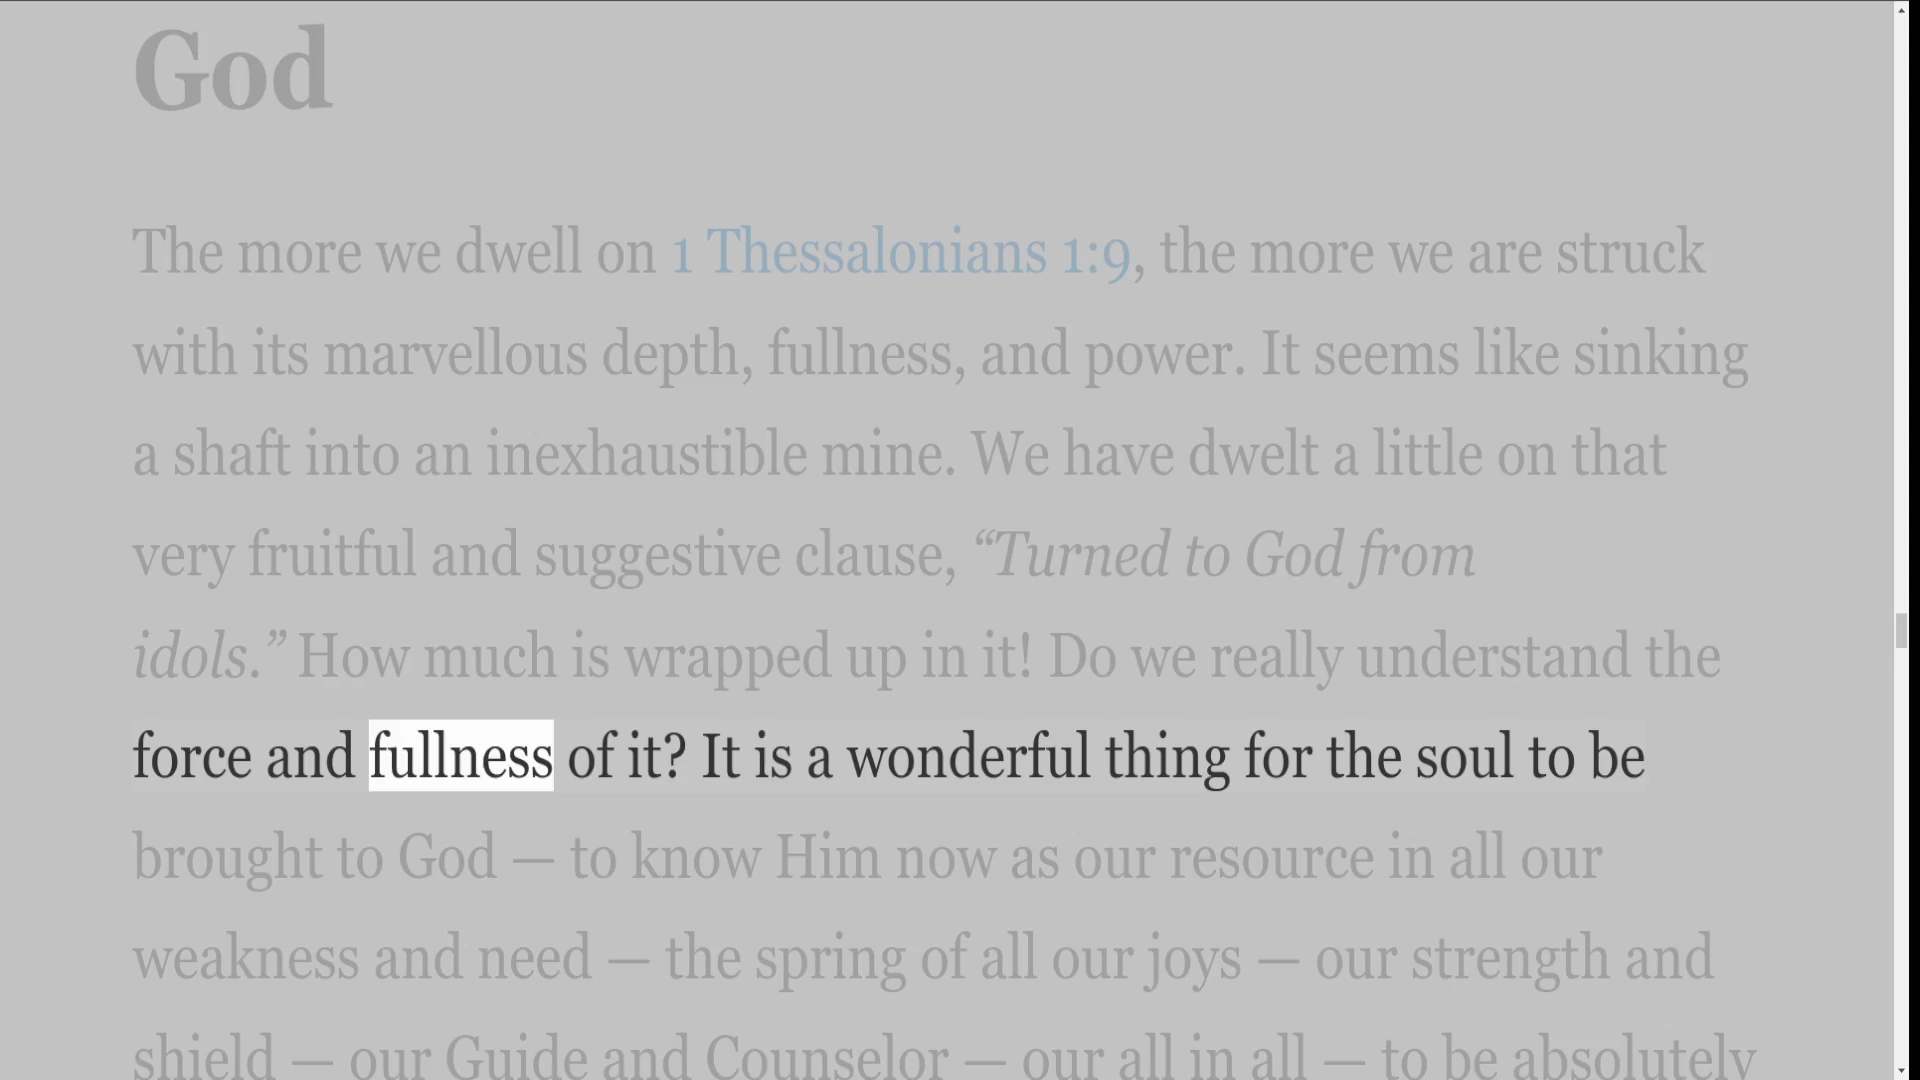 God
The more we dwell on 1 Thessalonians 1:9, the more we are struck
with its marvellous depth, fullness, and power. It seems like sinking
a shaft into an inexhaustible mine. We have dwelt a little on that
very fruitful and suggestive clause, “Turned to God from
idols.” How much is wrapped up in it! Do we really understand the
force and fullness of it? It is a wonderful thing for the soul to be
brought to God — to know Him now as our resource in all our
weakness and need — the spring of all our joys — our strength and
shield — our Guide and Counselor — our all in all — to be absolutely